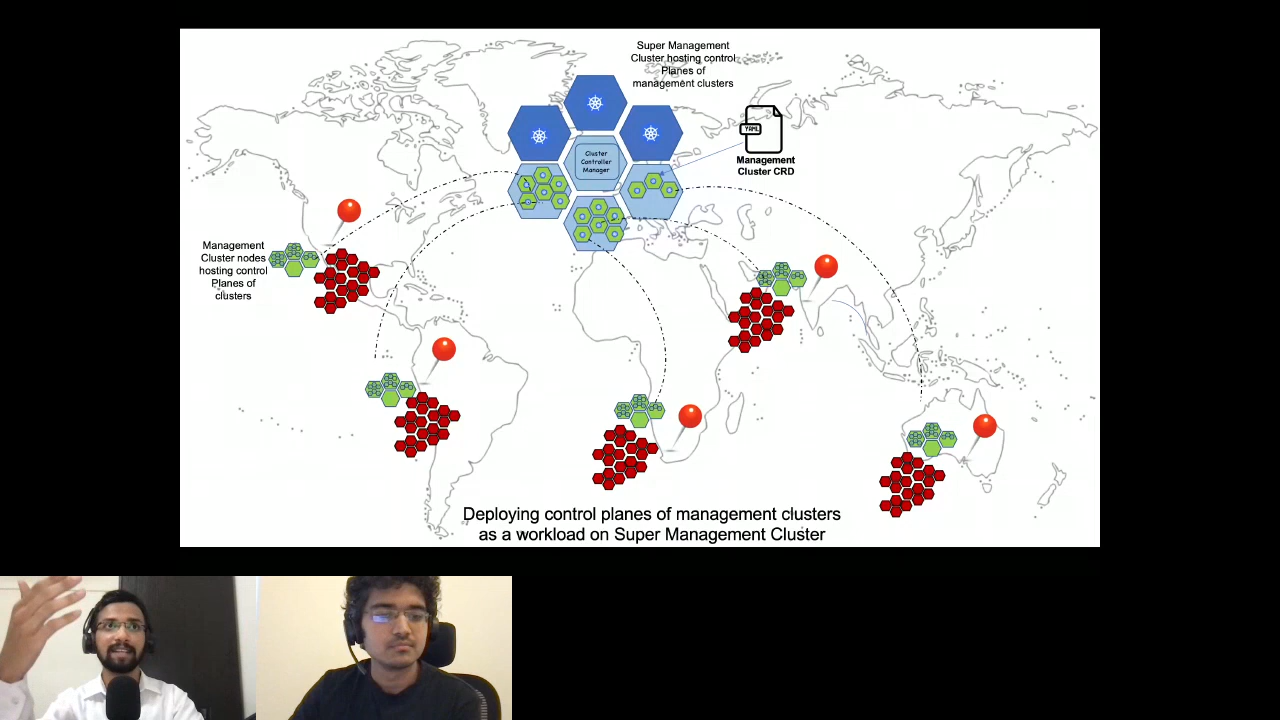 Super Management
Cluster hosting control
Planes of
management clusters
YAML
Management
Cluster CRD
Cluster
Controller
Manager
Management
Cluster nodes
hosting control
Planes of
clusters
Deploying control planes of management clusters
as a workload on Super Management Cluster